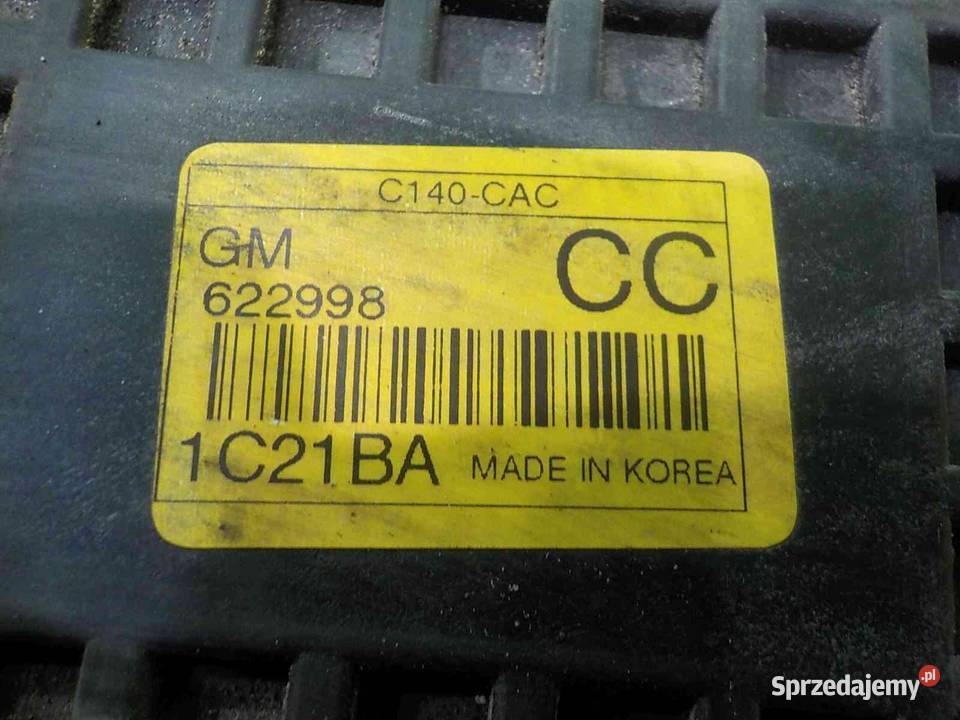 C140-CAC
GM
CC
622998
1C21BA MADE IN KOREA
Sprzedajemy.pl